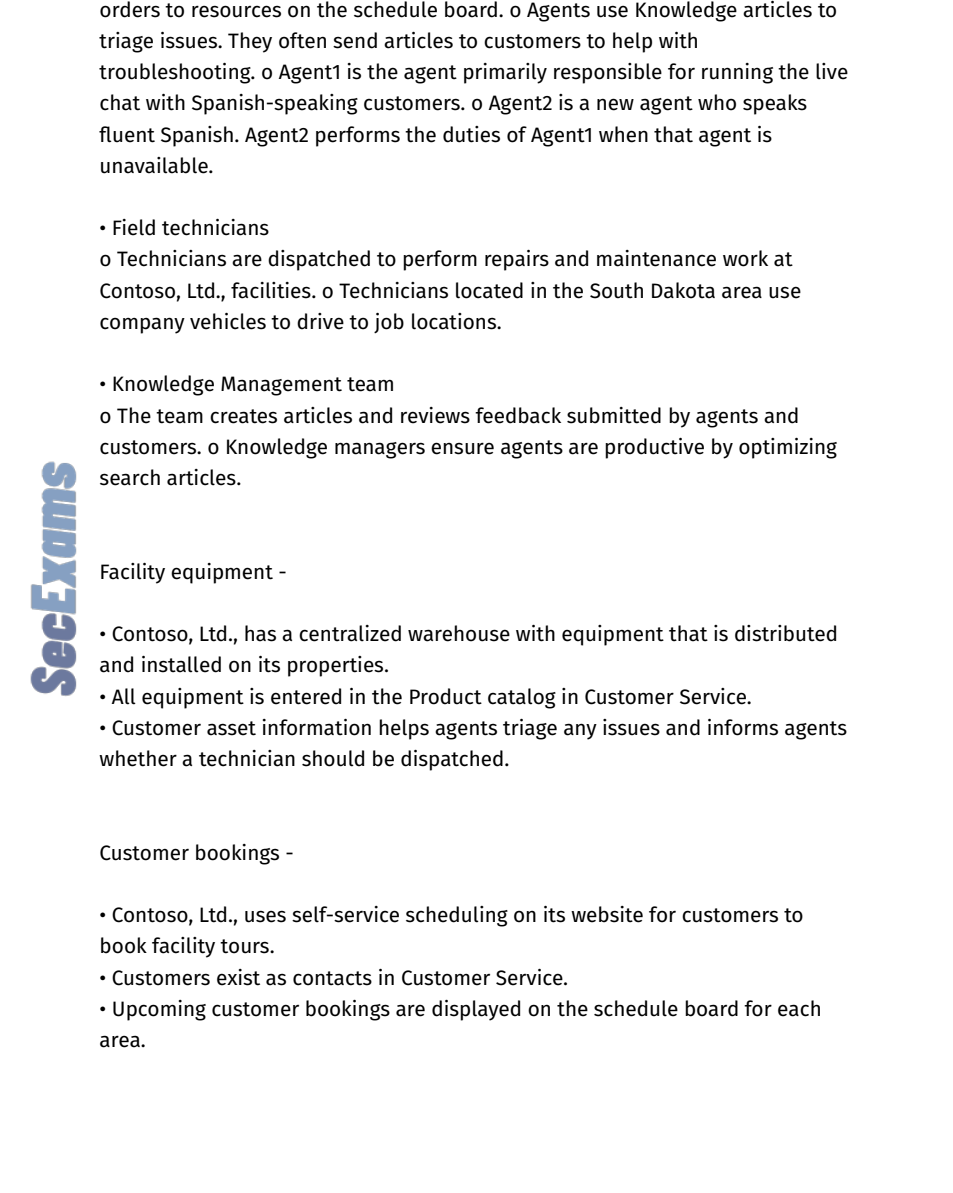 orders to resources on the schedule board. o Agents use Knowledge articles to
triage issues. They often send articles to customers to help with
troubleshooting. o Agent1 is the agent primarily responsible for running the live
chat with Spanish-speaking customers. o Agent2 is a new agent who speaks
fluent Spanish. Agent2 performs the duties of Agent1 when that agent is
unavailable.
• Field technicians
o Technicians are dispatched to perform repairs and maintenance work at
Contoso, Ltd., facilities. o Technicians located in the South Dakota area use
company vehicles to drive to job locations.
• Knowledge Management team
o The team creates articles and reviews feedback submitted by agents and
customers. o Knowledge managers ensure agents are productive by optimizing
search articles.
SecExams
Facility equipment -
• Contoso, Ltd., has a centralized warehouse with equipment that is distributed
and installed on its properties.
• All equipment is entered in the Product catalog in Customer Service.
• Customer asset information helps agents triage any issues and informs agents
whether a technician should be dispatched.
Customer bookings -
• Contoso, Ltd., uses self-service scheduling on its website for customers to
book facility tours.
• Customers exist as contacts in Customer Service.
• Upcoming customer bookings are displayed on the schedule board for each
area.